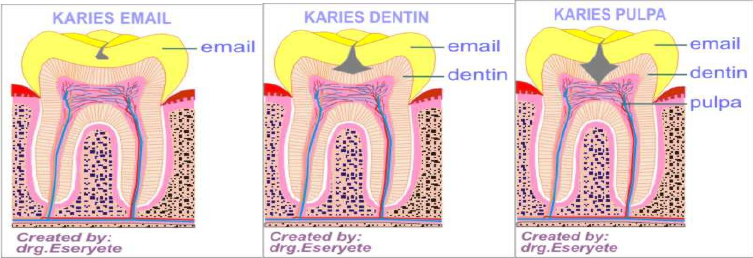 KARIES EMAIL
email
Created by:
drg.Eseryete
KARIES DENTIN
email
dentin
Created by:
drg.Eseryete
KARIES PULPA
email
dentin
pulpa
Created by:
drg.Eseryete